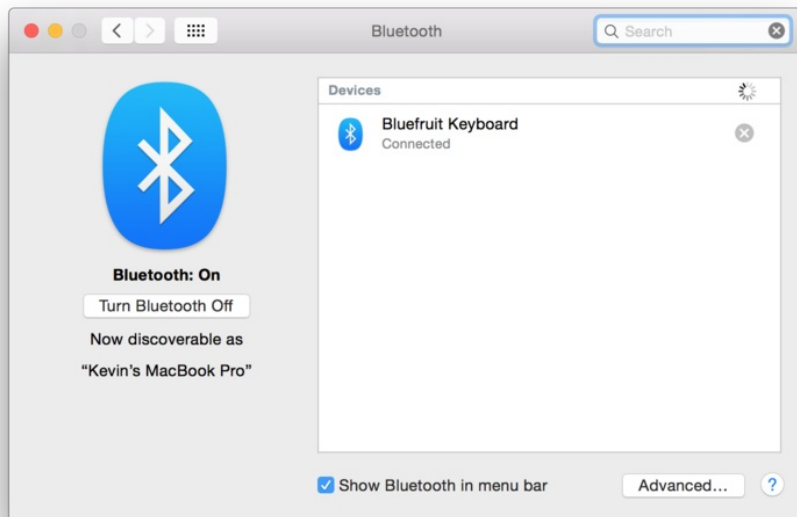 Bluetooth
Search
Devices
Bluefruit Keyboard
Connected
Bluetooth: On
Turn Bluetooth Off
Now discoverable as
“Kevin’s MacBook Pro”
Show Bluetooth in menu bar
Advanced...
?